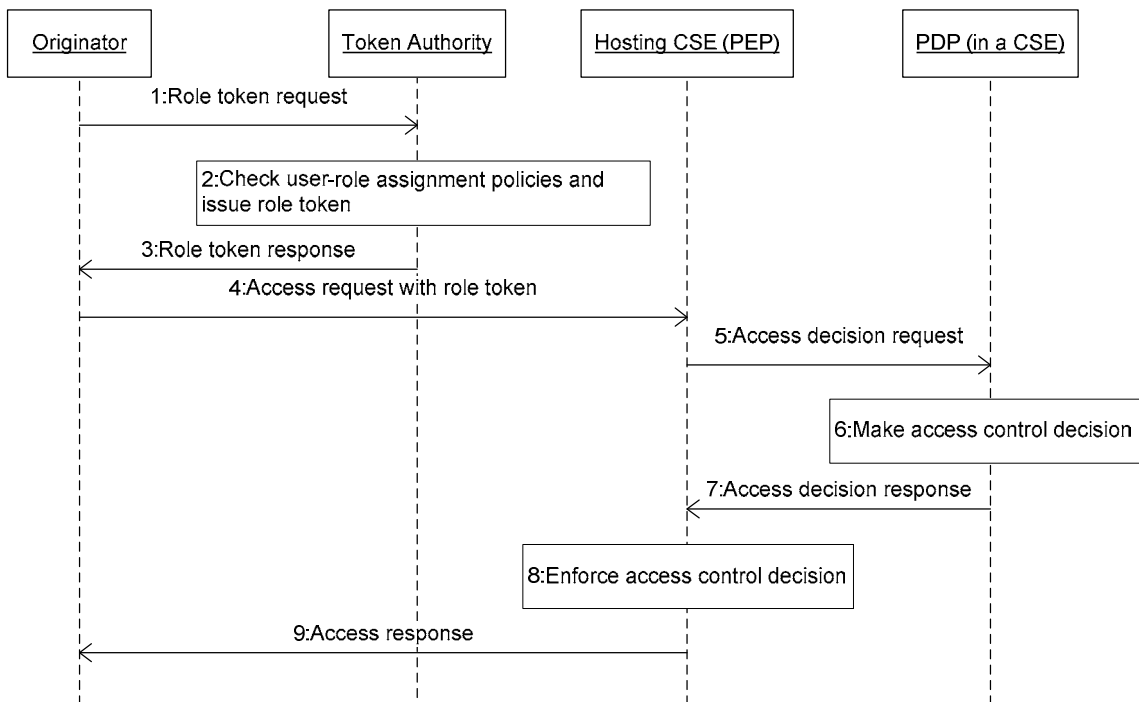 Originator
Token Authority
Hosting CSE (PEP)
PDP (in a CSE)
1:Role token request
2:Check user-role assignment policies and
issue role token
3:Role token response
4:Access request with role token
5:Access decision request
6:Make access control decision
7:Access decision response
8:Enforce access control decision
9:Access response